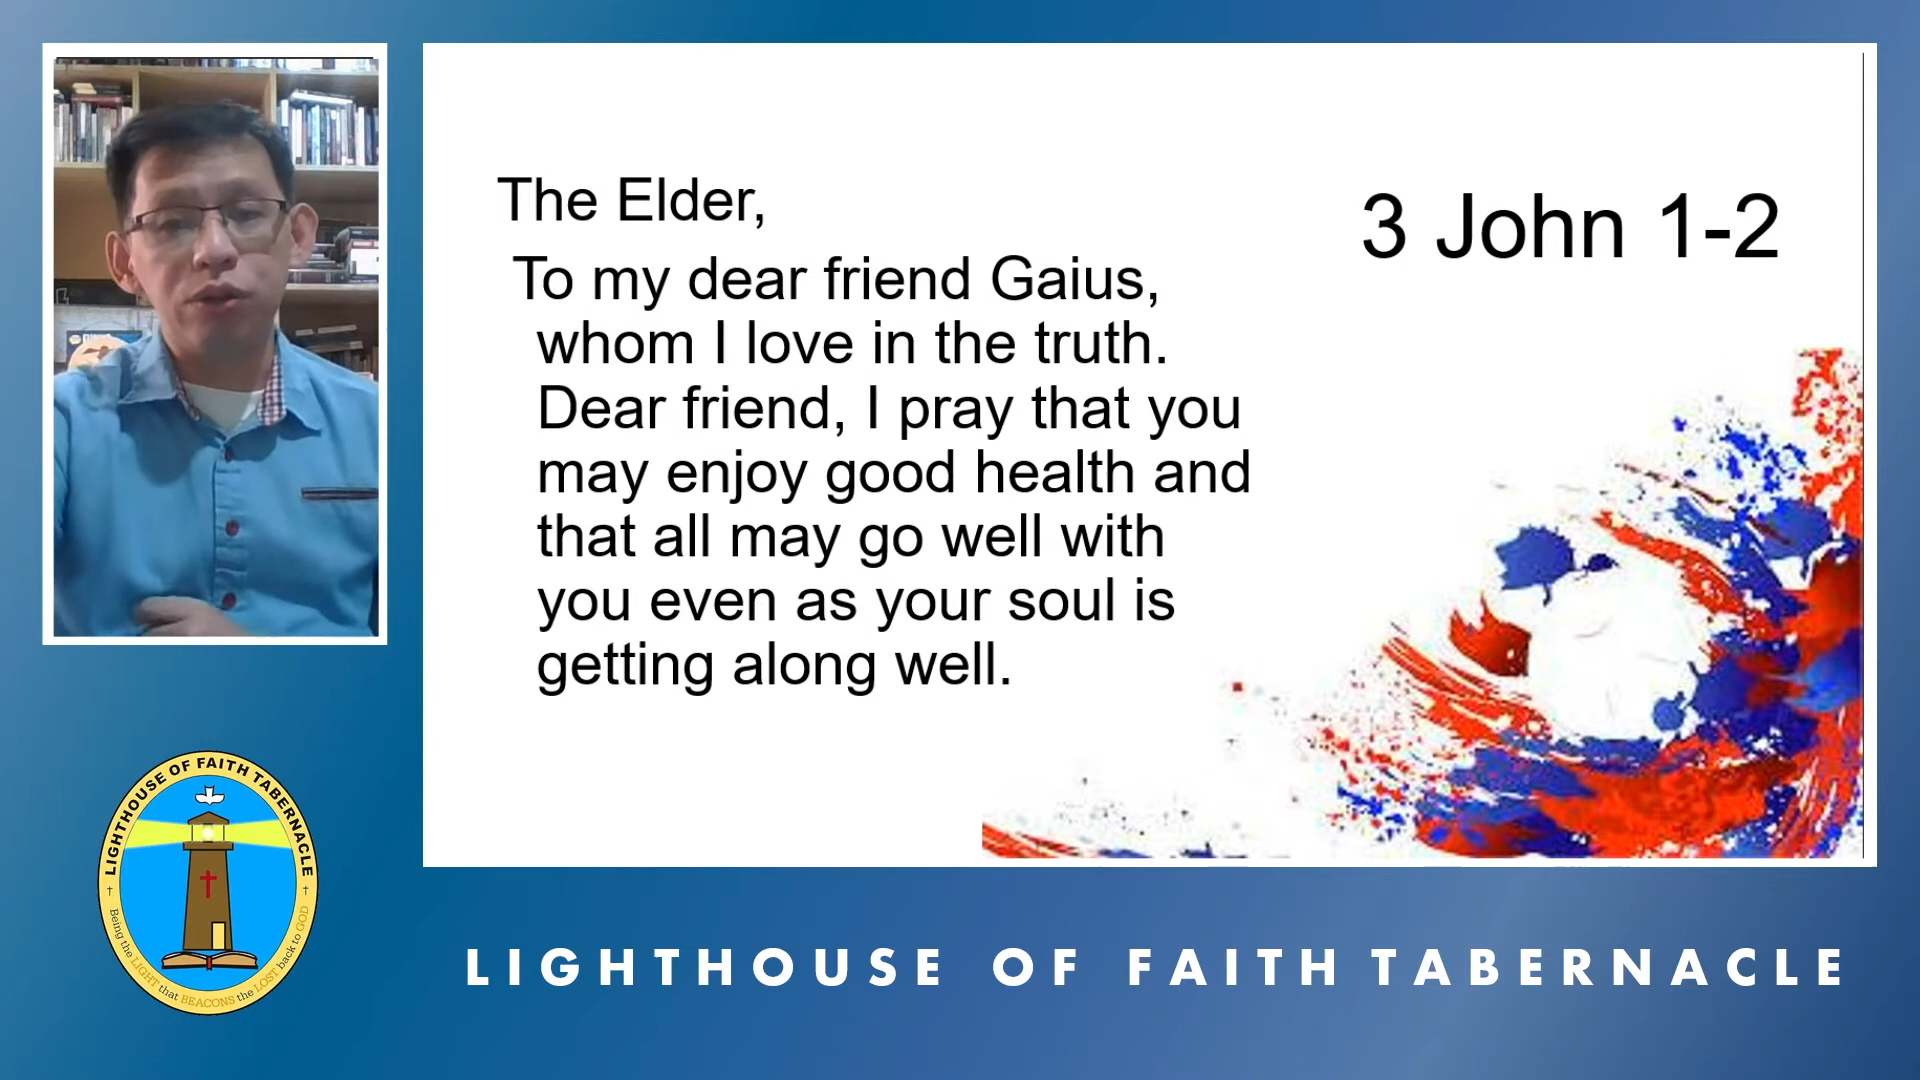 The Elder,
To my dear friend Gaius,
whom I love in the truth.
Dear friend, I pray that you
may enjoy good health and
that all may go well with
you even as your soul is
getting along well.
3 John 1-2
LIGHTHOUSE OF FAITH TABERNACLE
Being the LIGHT that BEACONS the LOST back to GOD
LIGHTHOUSE OF FAITH TABERNACLE